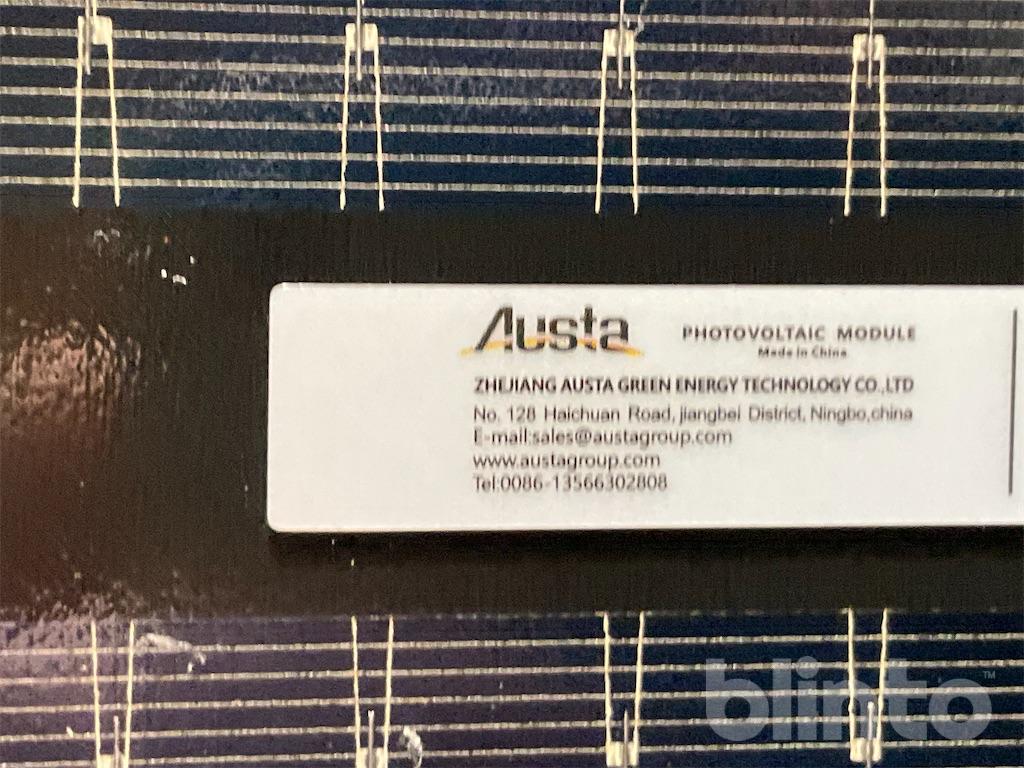 Austa
PHOTOVOLTAIC MODULE
Made in China
ZHEJIANG AUSTA GREEN ENERGY TECHNOLOGY CO.,LTD
No. 128 Haichuan Road, jiangbei District, Ningbo,china
E-mail:sales@austagroup.com
www.austagroup.com
Tel:0086-13566302808
blinto™